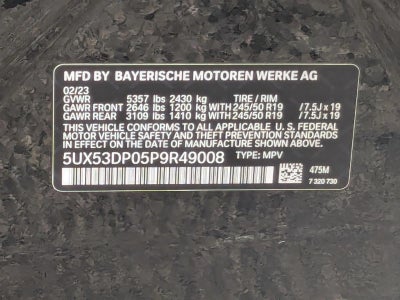 MFD BY BAYERISCHE MOTOREN WERKE AG
02/23
GVWR 5357 lbs 2430 kg TIRE / RIM
GAWR FRONT 2646 lbs 1200 kg WITH 245/50 R19 /7.5J x 19
GAWR REAR 3109 lbs 1410 kg WITH 245/50 R19 /7.5J x 19
THIS VEHICLE CONFORMS TO ALL APPLICABLE U. S. FEDERAL
MOTOR VEHICLE SAFETY AND THEFT PREVENTION STANDARDS
IN EFFECT ON THE DATE OF MANUFACTURE SHOWN ABOVE.
5UX53DP05P9R49008 TYPE: MPV
475M
7 320 730